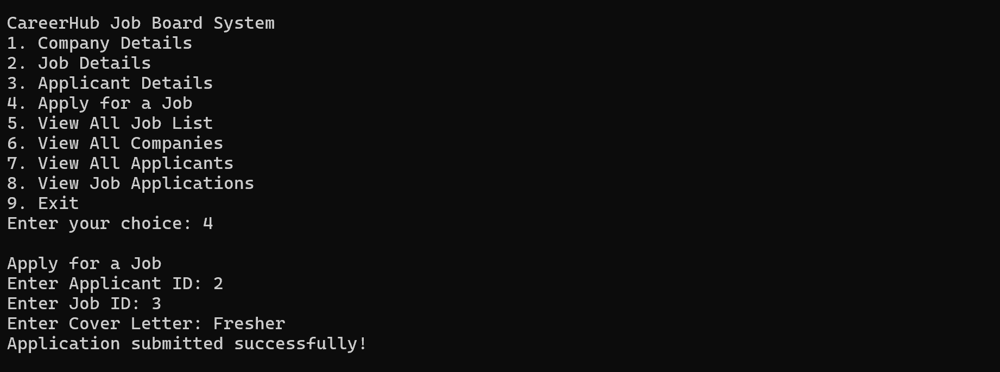 CareerHub Job Board System
1. Company Details
2. Job Details
3. Applicant Details
4. Apply for a Job
5. View All Job List
6. View All Companies
7. View All Applicants
8. View Job Applications
9. Exit
Enter your choice: 4
Apply for a Job
Enter Applicant ID: 2
Enter Job ID: 3
Enter Cover Letter: Fresher
Application submitted successfully!